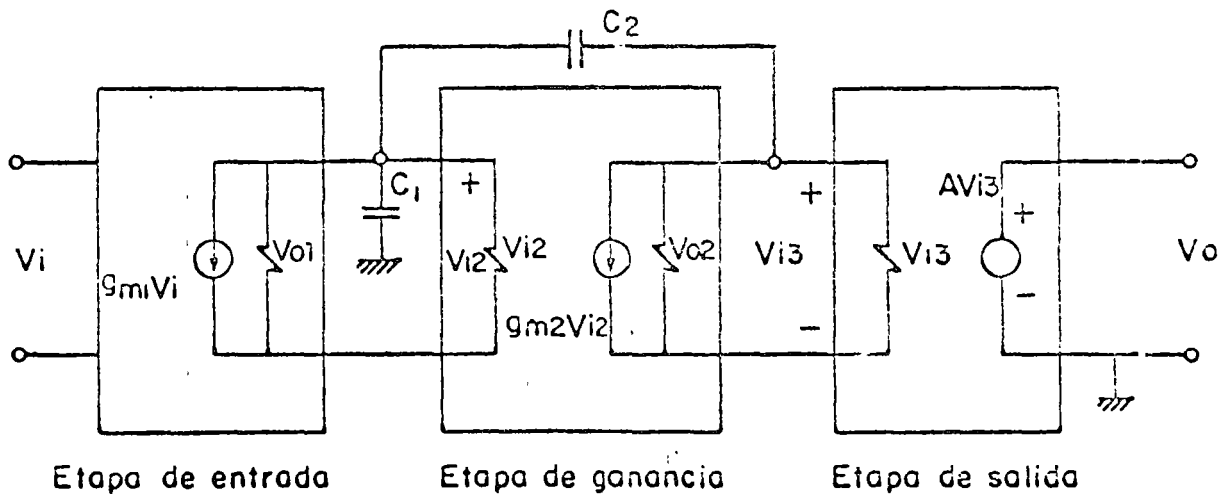 C2
C1
+
+
AVi3
+
Vi
gm1Vi
Vo1
Vi2
Vi2
gm2Vi2
Vo2
Vi3
Vi3
Vo
−
−
Etapa de entrada
Etapa de ganancia
Etapa de salida